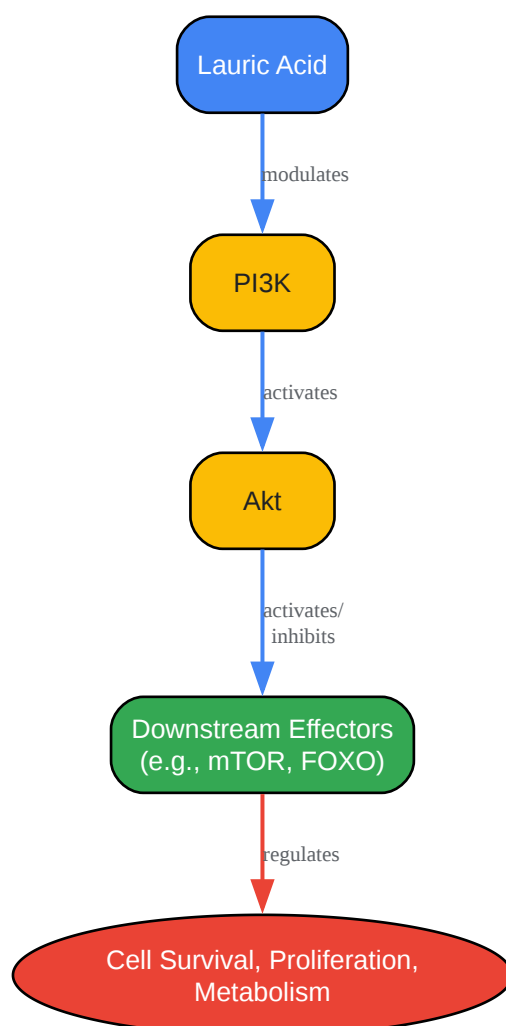 Lauric Acid
modulates
PI3K
activates
Akt
activates/
inhibits
Downstream Effectors
(e.g., mTOR, FOXO)
regulates
Cell Survival, Proliferation,
Metabolism